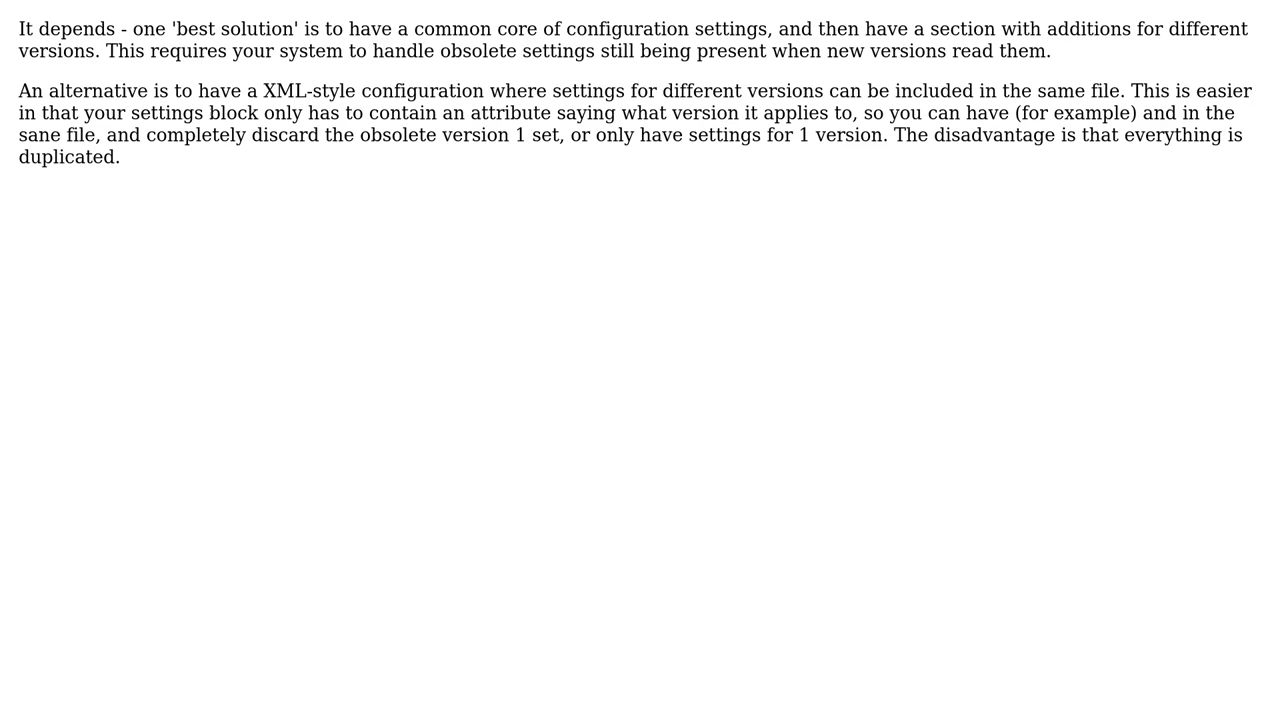 It depends - one 'best solution' is to have a common core of configuration settings, and then have a section with additions for different
versions. This requires your system to handle obsolete settings still being present when new versions read them.
An alternative is to have a XML-style configuration where settings for different versions can be included in the same file. This is easier
in that your settings block only has to contain an attribute saying what version it applies to, so you can have (for example) and in the
sane file, and completely discard the obsolete version 1 set, or only have settings for 1 version. The disadvantage is that everything is
duplicated.